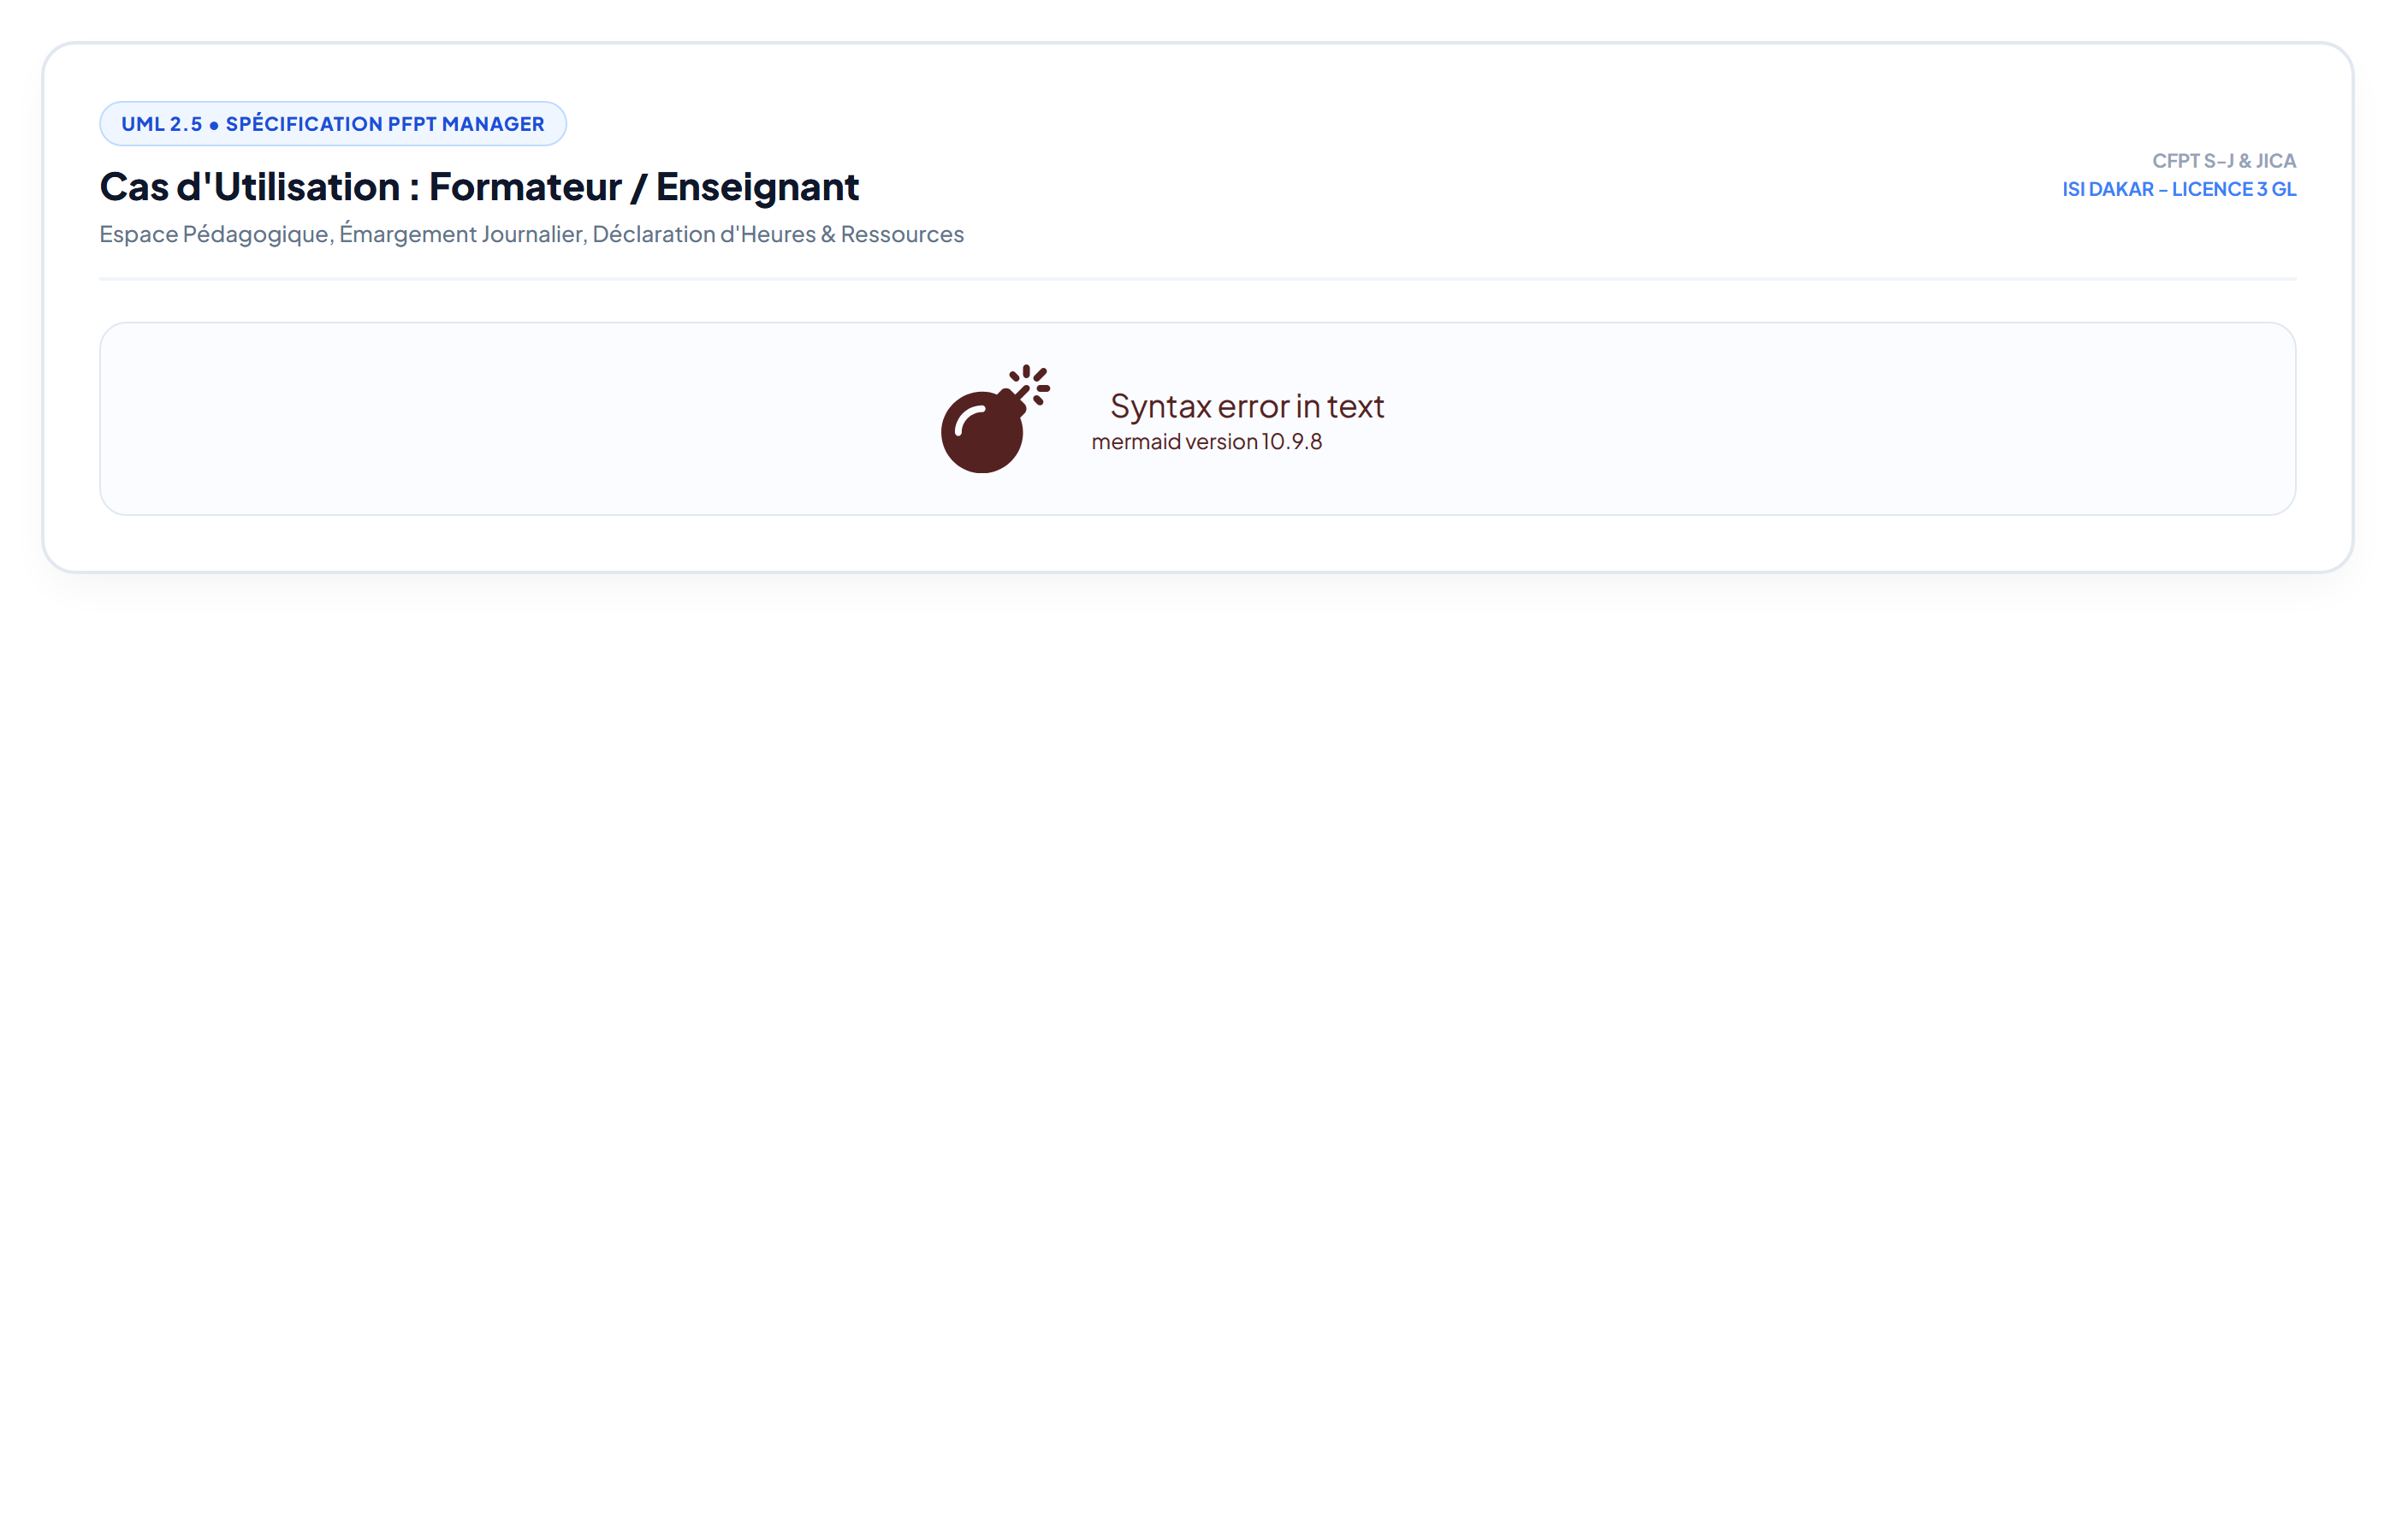 UML 2.5 • SPÉCIFICATION PFPT MANAGER
Cas d'Utilisation : Formateur / Enseignant
Espace Pédagogique, Émargement Journalier, Déclaration d'Heures & Ressources
CFPT S-J & JICA
ISI DAKAR - LICENCE 3 GL
Syntax error in text
mermaid version 10.9.8